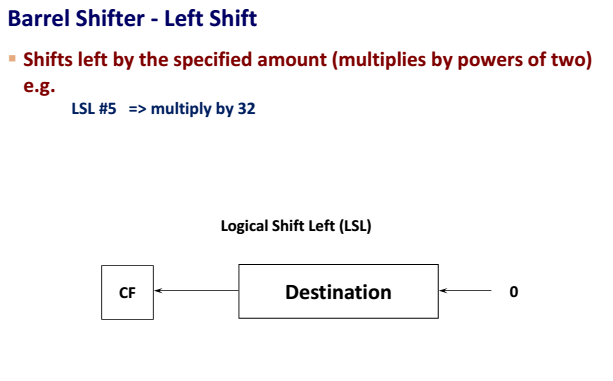 Barrel Shifter - Left Shift
Shifts left by the specified amount (multiplies by powers of two)
e.g.
LSL #5 => multiply by 32
Logical Shift Left (LSL)
CF Destination 0